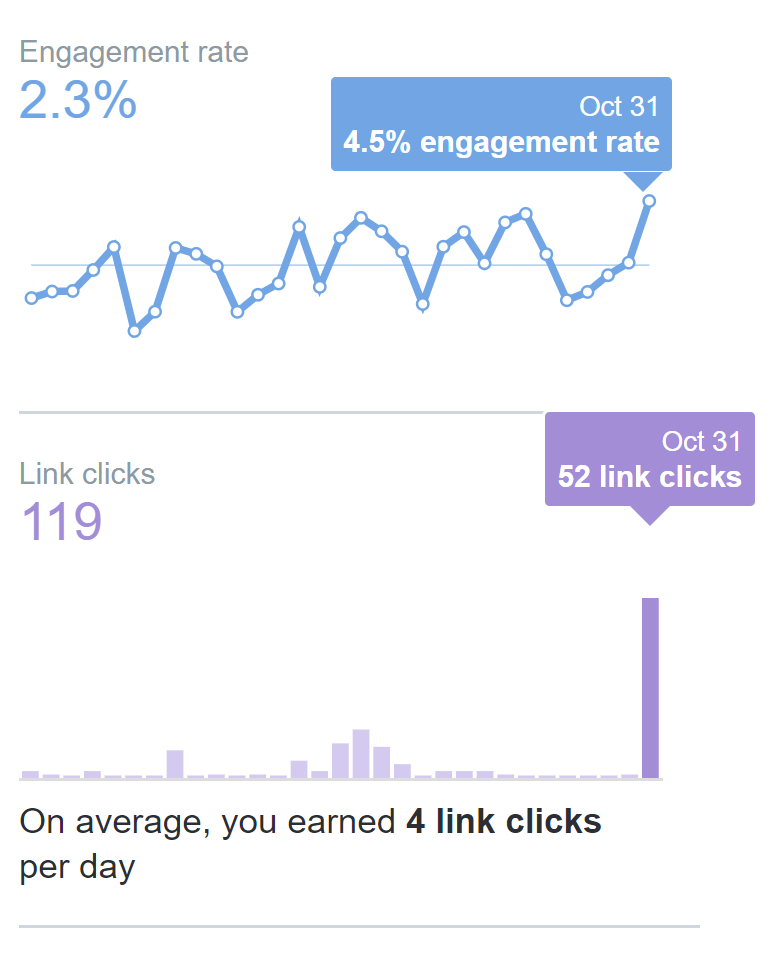 Engagement rate
2.3%
Oct 31
4.5% engagement rate
Link clicks
119
Oct 31
52 link clicks
On average, you earned 4 link clicks
per day